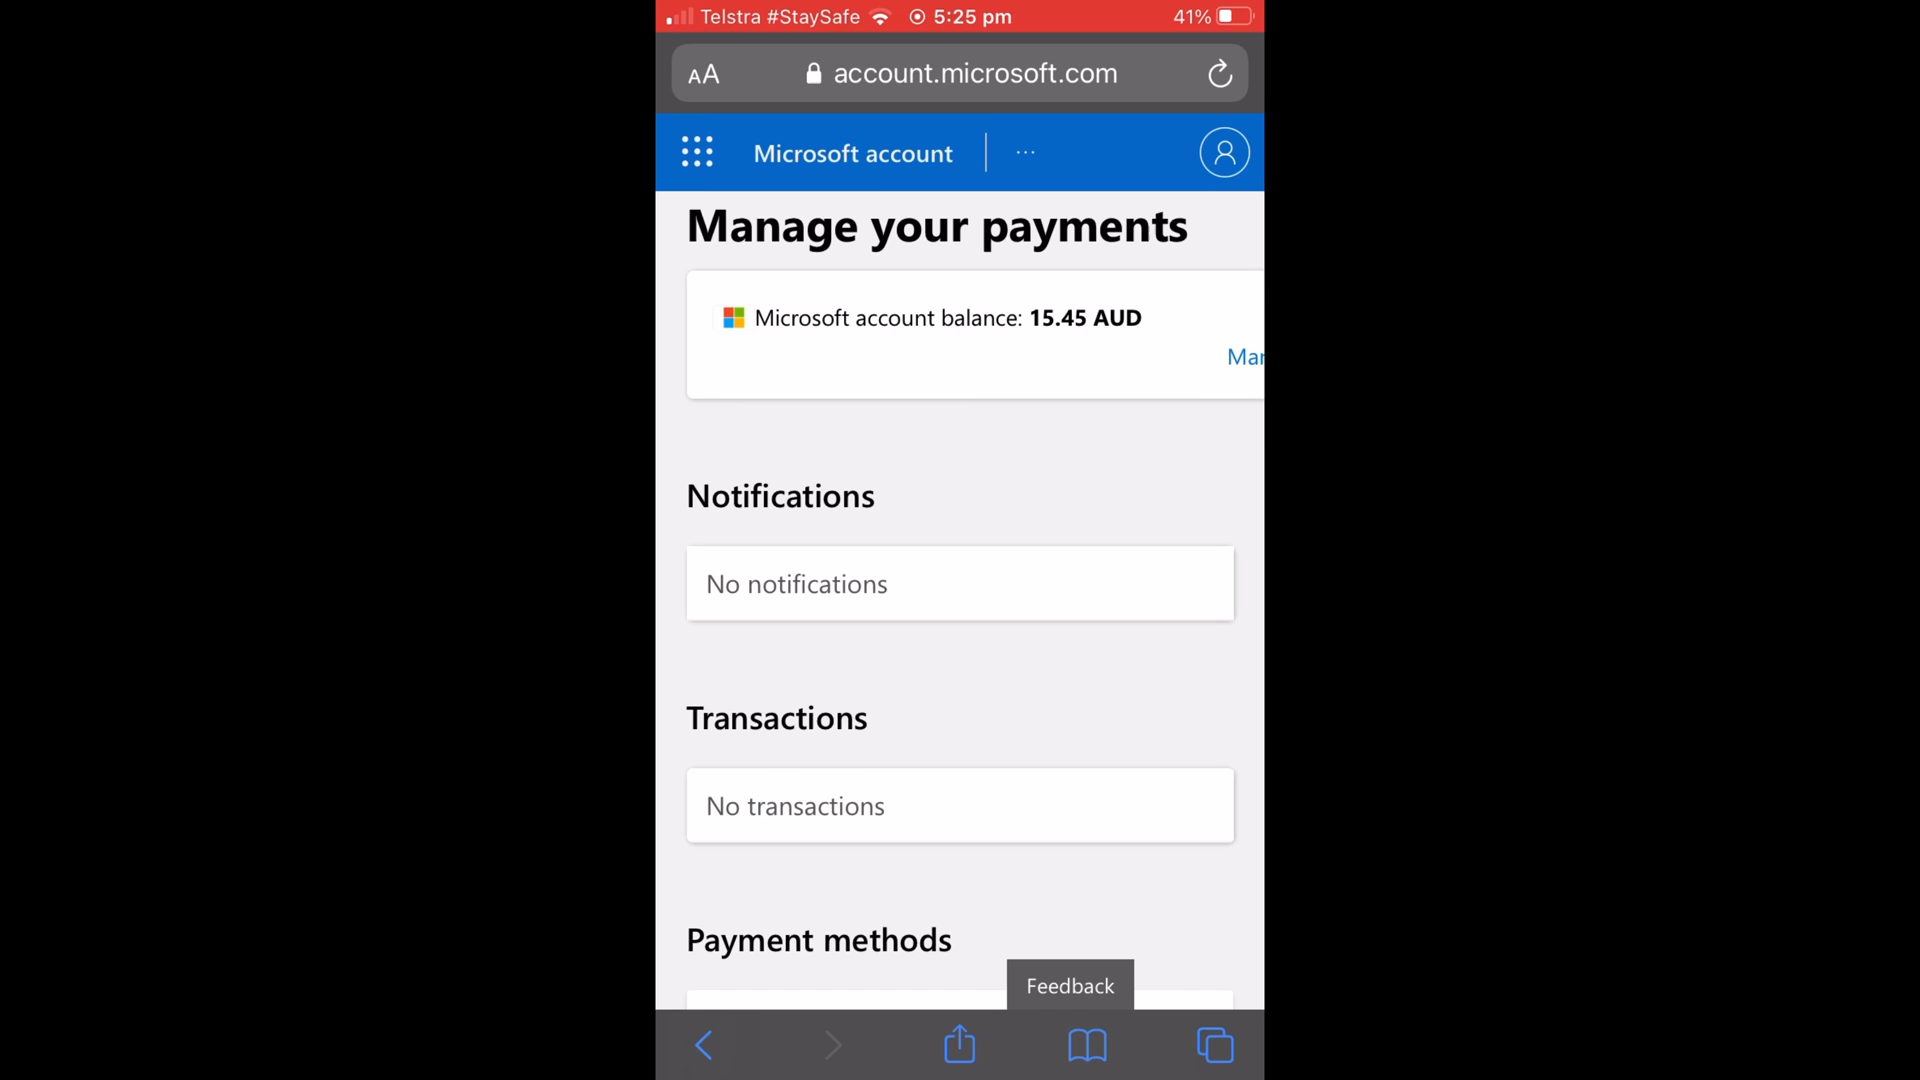 Telstra #StaySafe 5:25 pm 41%
AA account.microsoft.com
Microsoft account ...
Manage your payments
Microsoft account balance: 15.45 AUD
Mar
Notifications
No notifications
Transactions
No transactions
Payment methods
Feedback